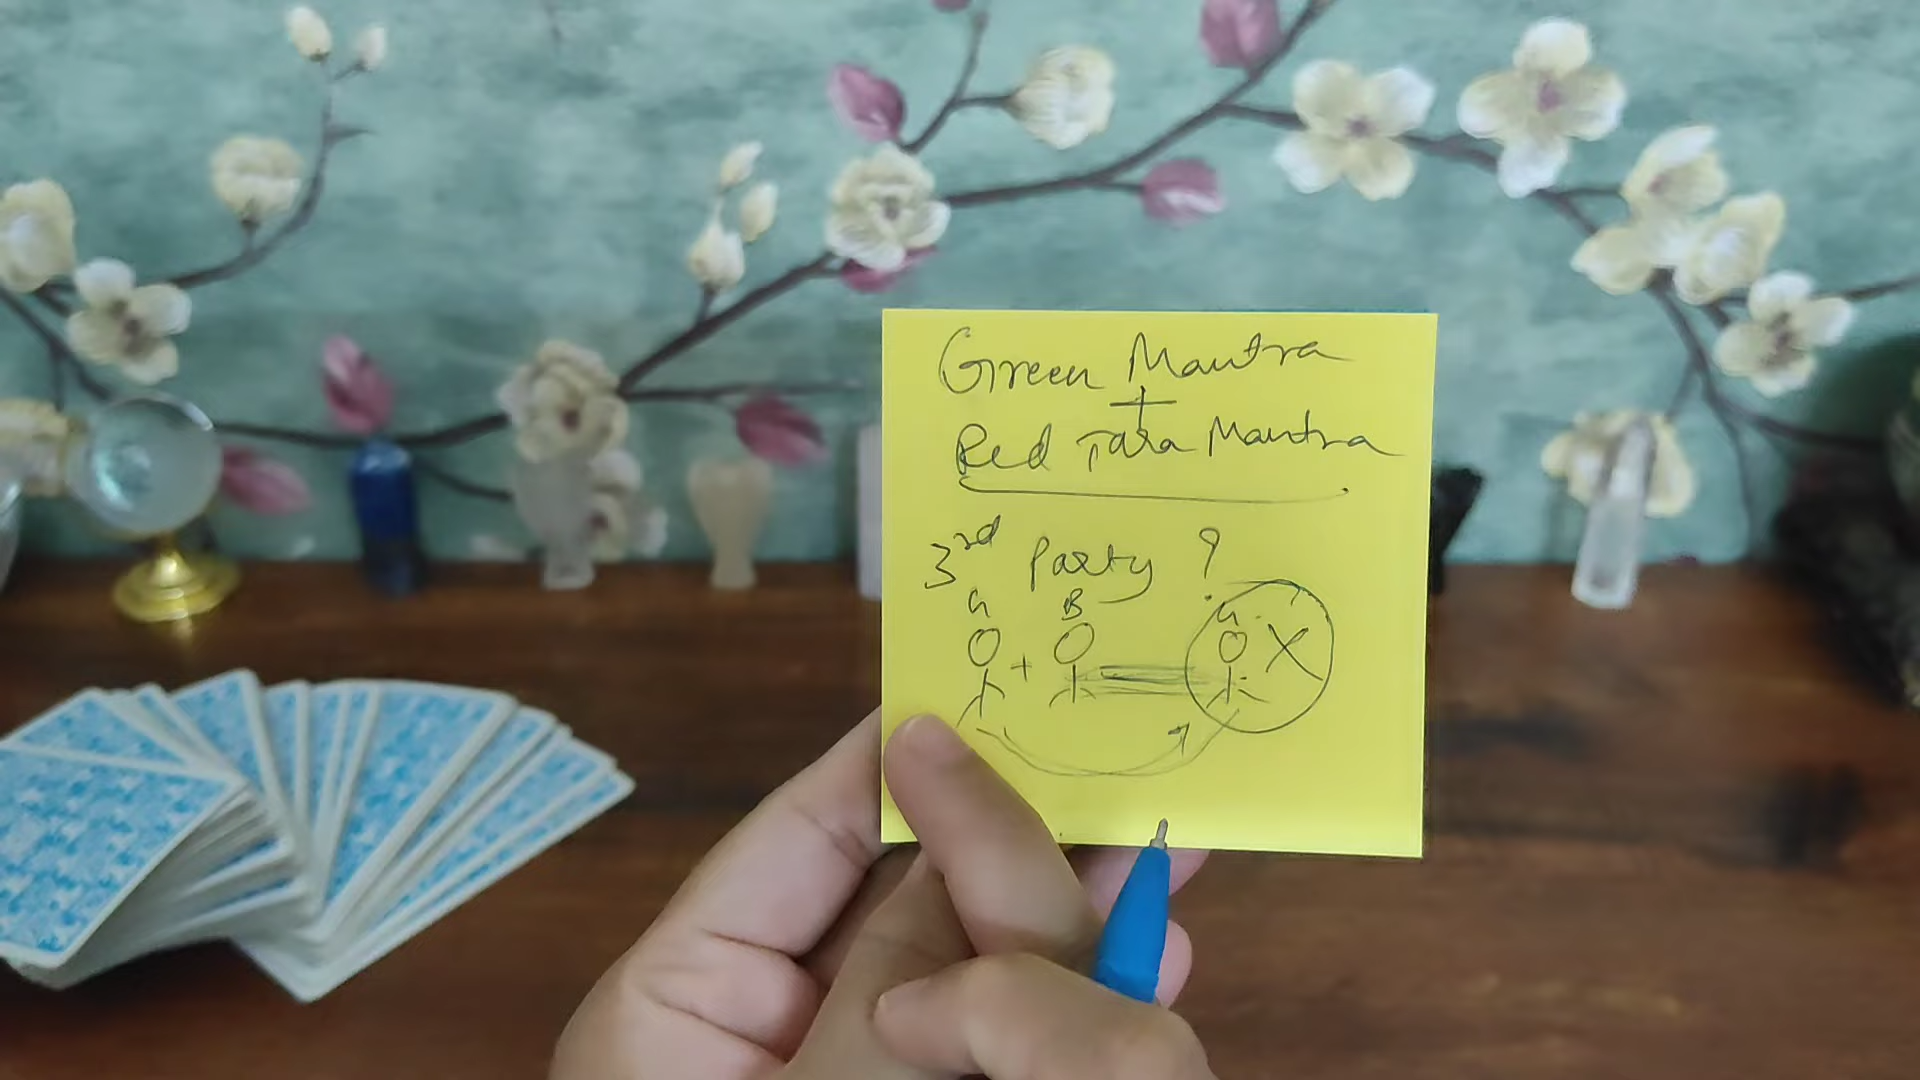 Green Mantra
+
Red Tara Mantra
3rd Party ?
G B G
+ X